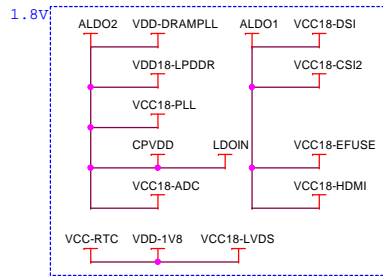 1.8V
ALDO2 VDD-DRAMPLL ALDO1 VCC18-DSI
VDD18-LPDDR VCC18-CSI2
VCC18-PLL
CPVDD LDOIN VCC18-EFUSE
VCC18-ADC VCC18-HDMI
VCC-RTC VDD-1V8 VCC18-LVDS